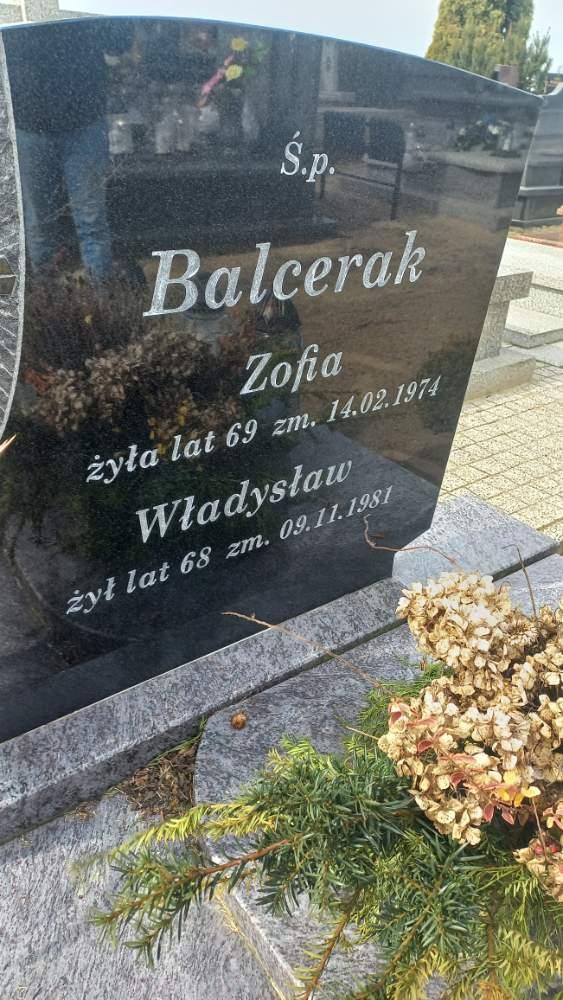 Ś.p.
Balcerak
Zofia
żyła lat 69 zm. 14.02.1974
Władysław
żył lat 68 zm. 09.11.1981